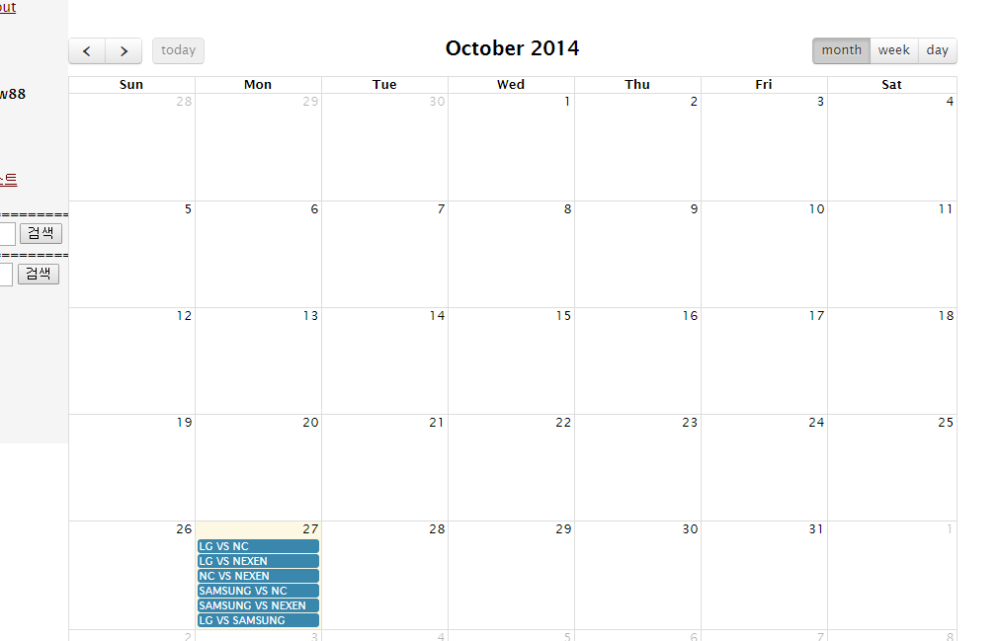 out
today
October 2014
month week day
Sun Mon Tue Wed Thu Fri Sat
w88
28 29 30 1 2 3 4
스트
5 6 7 8 9 10 11
==========
검색
==========
검색
12 13 14 15 16 17 18
19 20 21 22 23 24 25
26 27 28 29 30 31 1
LG VS NC
LG VS NEXEN
NC VS NEXEN
SAMSUNG VS NC
SAMSUNG VS NEXEN
LG VS SAMSUNG
2 3 4 5 6 7 8